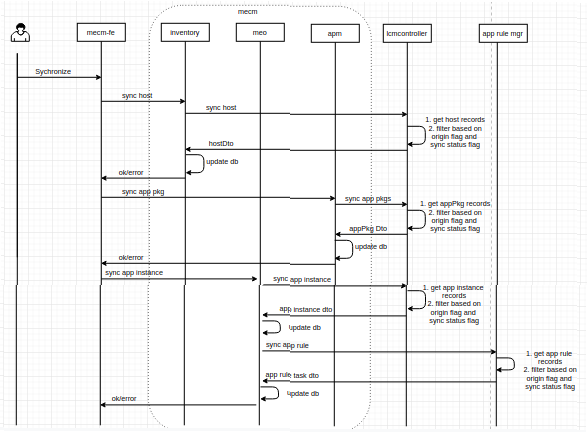 mecm
mecm-fe
inventory
meo
apm
lcmcontroller
app rule mgr
Sychronize
sync host
sync host
1. get host records
2. filter based on
origin flag and
sync status flag
hostDto
update db
ok/error
sync app pkg
sync app pkgs
1. get appPkg records
2. filter based on
origin flag and
sync status flag
appPkg Dto
update db
ok/error
sync app instance
sync app instance
1. get app instance
records
2. filter based on
origin flag and
sync status flag
app instance dto
update db
sync app rule
1. get app rule
records
2. filter based on
origin flag and
sync status flag
app rule task dto
update db
ok/error